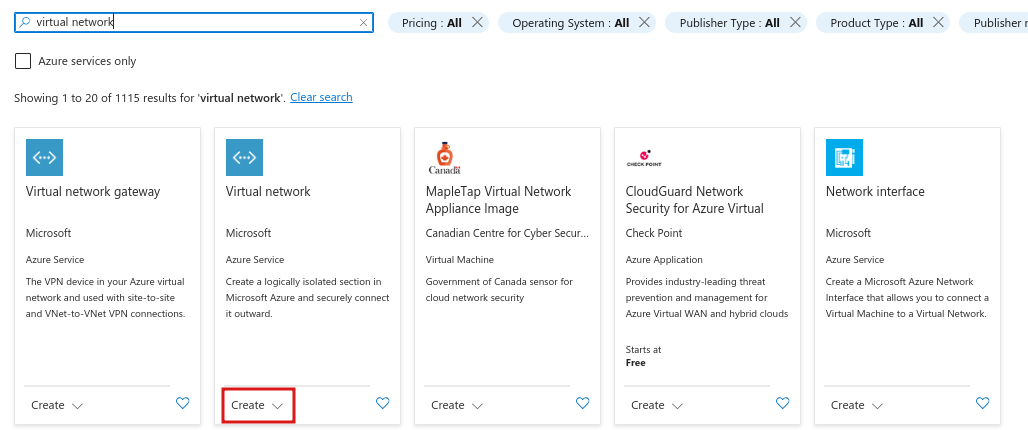 virtual network
Pricing : All
Operating System : All
Publisher Type : All
Product Type : All
Publisher
Azure services only
Showing 1 to 20 of 1115 results for 'virtual network'. Clear search
Virtual network gateway
Microsoft
Azure Service
The VPN device in your Azure virtual
network and used with site-to-site
and VNet-to-VNet VPN connections.
Create
Virtual network
Microsoft
Azure Service
Create a logically isolated section in
Microsoft Azure and securely connect
it outward.
Create
Canada
MapleTap Virtual Network
Appliance Image
Canadian Centre for Cyber Secur...
Virtual Machine
Government of Canada sensor for
cloud network security
Create
CHECK POINT
CloudGuard Network
Security for Azure Virtual
Check Point
Azure Application
Provides industry-leading threat
prevention and management for
Azure Virtual WAN and hybrid clouds
Starts at
Free
Create
Network interface
Microsoft
Azure Service
Create a Microsoft Azure Network
Interface that allows you to connect a
Virtual Machine to a Virtual Network.
Create